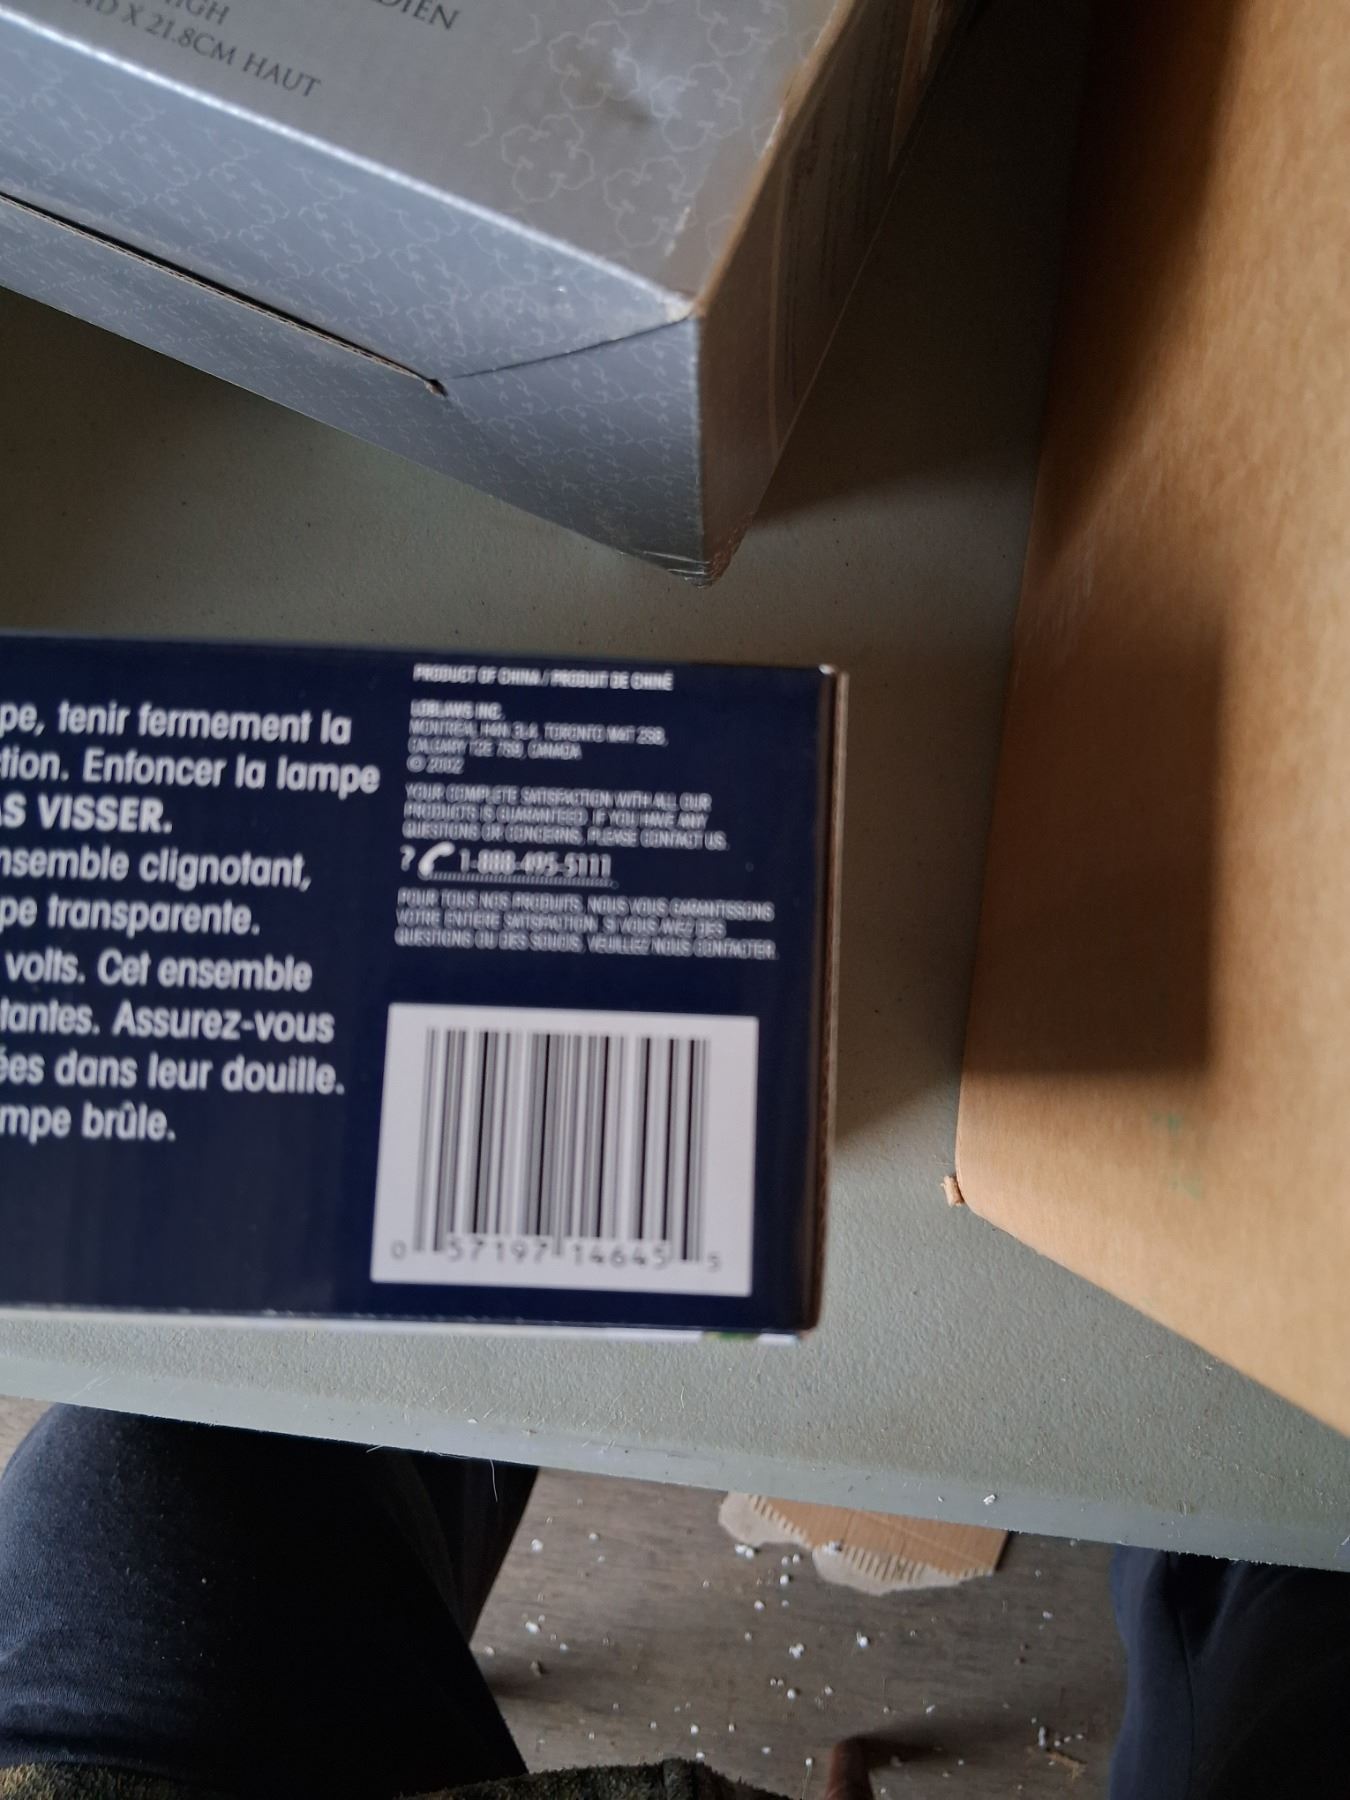 DIEN
HIGH
X 21.8CM HAUT
pe, tenir fermement la
tion. Enfoncer la lampe
AS VISSER.
nsemble clignotant,
pe transparente.
volts. Cet ensemble
tantes. Assurez-vous
ées dans leur douille.
mpe brûle.
PRODUCT OF CHINA / PRODUIT DE CHINE
LOBLAWS INC.
MONTREAL H4N 3L4, TORONTO M4T 2S8,
CALGARY T2E 7S9, CANADA
© 2002
YOUR COMPLETE SATISFACTION WITH ALL OUR
PRODUCTS IS GUARANTEED. IF YOU HAVE ANY
QUESTIONS OR CONCERNS, PLEASE CONTACT US.
? 1-888-495-5111
POUR TOUS NOS PRODUITS, NOUS VOUS GARANTISSONS
VOTRE ENTIÈRE SATISFACTION. SI VOUS AVEZ DES
QUESTIONS OU DES SOUCIS, VEUILLEZ NOUS CONTACTER.
0 57197 14645 5